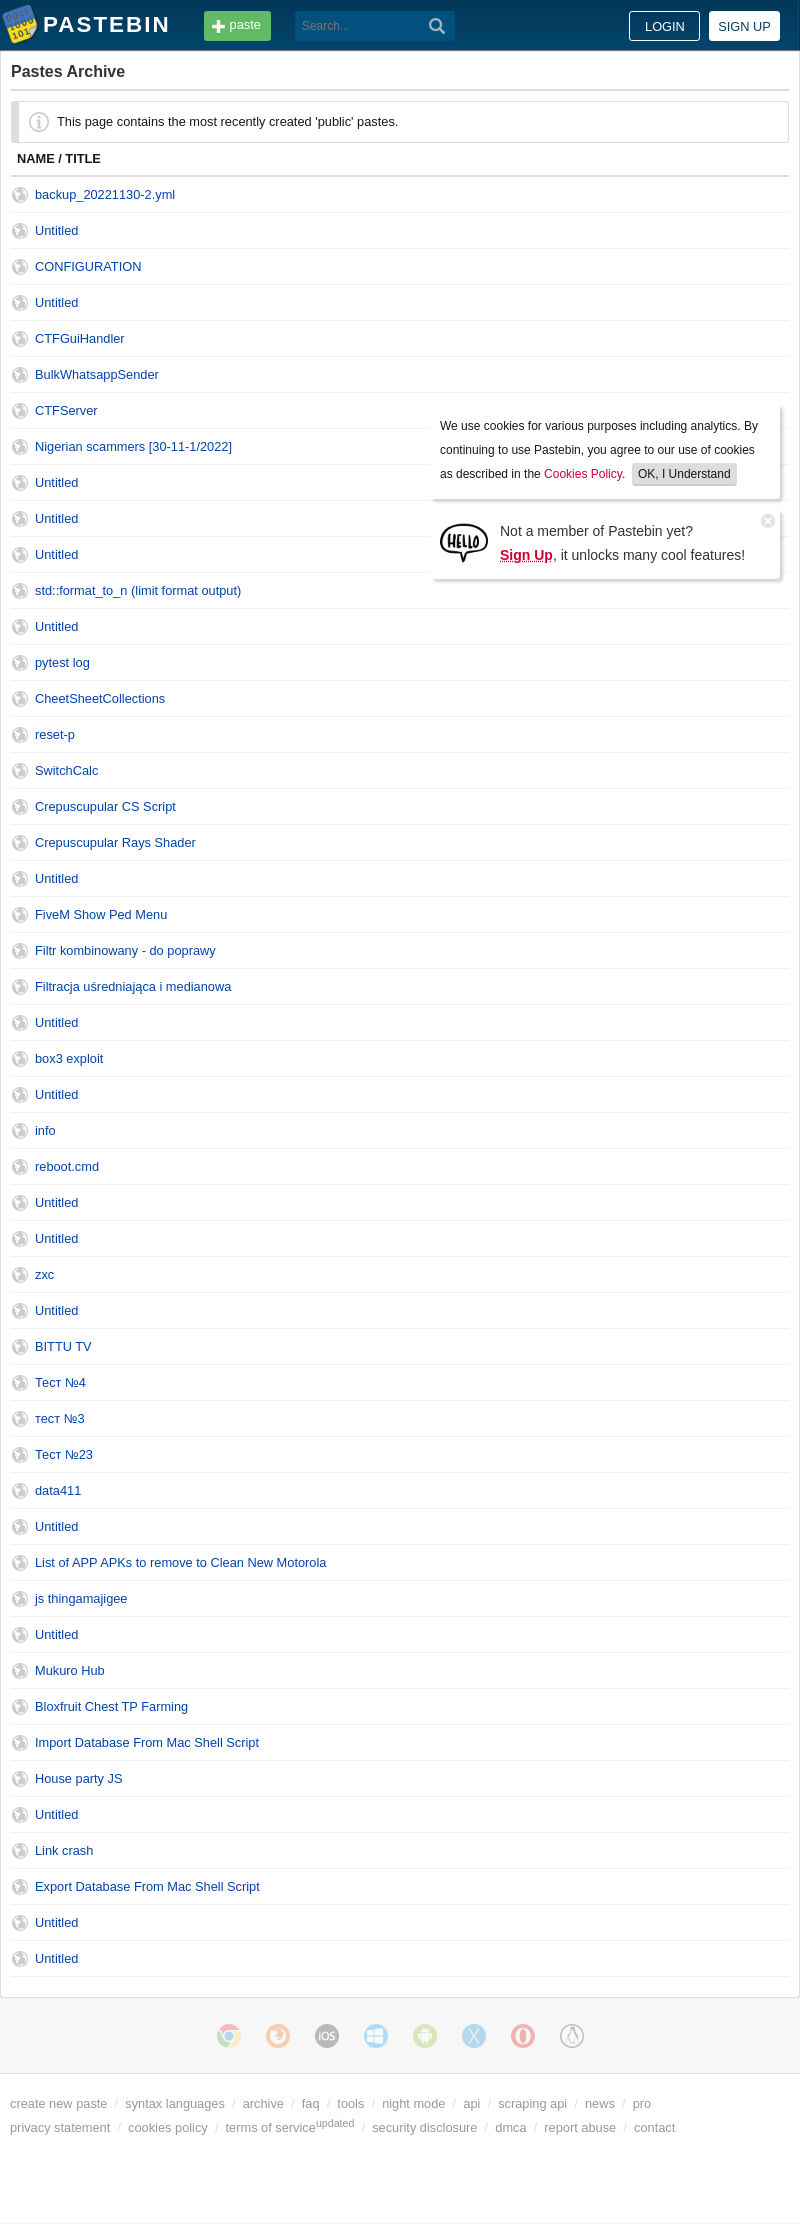 PASTEBIN paste Search... LOGIN SIGN UP
Pastes Archive
This page contains the most recently created 'public' pastes.
NAME / TITLE
backup_20221130-2.yml
Untitled
CONFIGURATION
Untitled
CTFGuiHandler
BulkWhatsappSender
CTFServer
Nigerian scammers [30-11-1/2022]
Untitled
Untitled
Untitled
We use cookies for various purposes including analytics. By
continuing to use Pastebin, you agree to our use of cookies
as described in the Cookies Policy. OK, I Understand
HELLO
Not a member of Pastebin yet?
Sign Up, it unlocks many cool features!
std::format_to_n (limit format output)
Untitled
pytest log
CheetSheetCollections
reset-p
SwitchCalc
Crepuscupular CS Script
Crepuscupular Rays Shader
Untitled
FiveM Show Ped Menu
Filtr kombinowany - do poprawy
Filtracja uśredniająca i medianowa
Untitled
box3 exploit
Untitled
info
reboot.cmd
Untitled
Untitled
zxc
Untitled
BITTU TV
Тест №4
тест №3
Тест №23
data411
Untitled
List of APP APKs to remove to Clean New Motorola
js thingamajigee
Untitled
Mukuro Hub
Bloxfruit Chest TP Farming
Import Database From Mac Shell Script
House party JS
Untitled
Link crash
Export Database From Mac Shell Script
Untitled
Untitled
iOS
create new paste / syntax languages / archive / faq / tools / night mode / api / scraping api / news / pro
privacy statement / cookies policy / terms of service updated / security disclosure / dmca / report abuse / contact